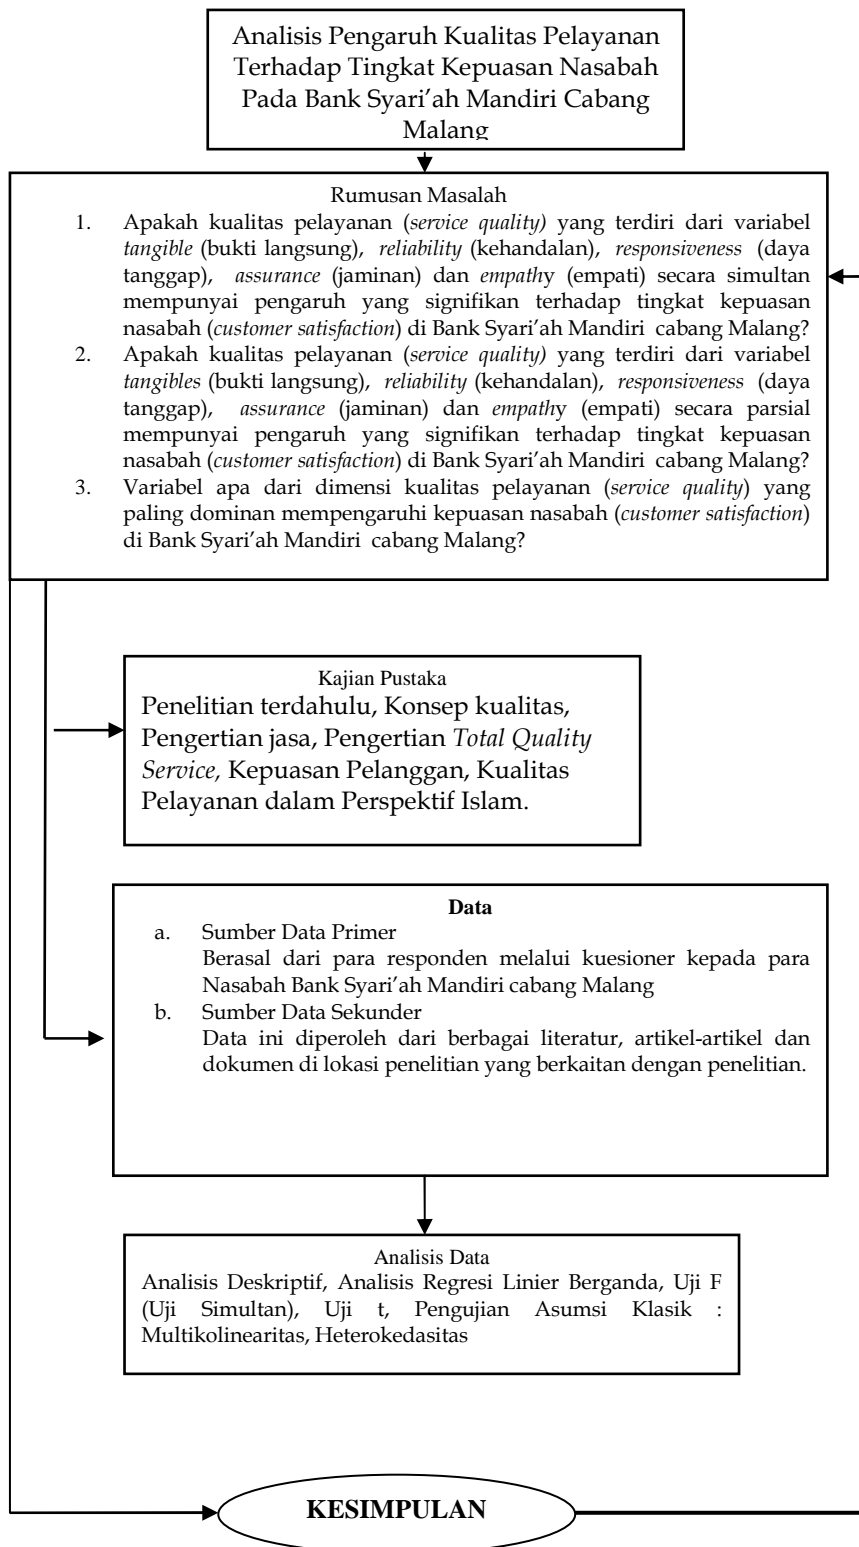 Analisis Pengaruh Kualitas Pelayanan
Terhadap Tingkat Kepuasan Nasabah
Pada Bank Syari'ah Mandiri Cabang
Malang
Rumusan Masalah
1. Apakah kualitas pelayanan (service quality) yang terdiri dari variabel
tangible (bukti langsung), reliability (kehandalan), responsiveness (daya
tanggap), assurance (jaminan) dan empathy (empati) secara simultan
mempunyai pengaruh yang signifikan terhadap tingkat kepuasan
nasabah (customer satisfaction) di Bank Syari'ah Mandiri cabang Malang?
2. Apakah kualitas pelayanan (service quality) yang terdiri dari variabel
tangibles (bukti langsung), reliability (kehandalan), responsiveness (daya
tanggap), assurance (jaminan) dan empathy (empati) secara parsial
mempunyai pengaruh yang signifikan terhadap tingkat kepuasan
nasabah (customer satisfaction) di Bank Syari'ah Mandiri cabang Malang?
3. Variabel apa dari dimensi kualitas pelayanan (service quality) yang
paling dominan mempengaruhi kepuasan nasabah (customer satisfaction)
di Bank Syari'ah Mandiri cabang Malang?
Kajian Pustaka
Penelitian terdahulu, Konsep kualitas,
Pengertian jasa, Pengertian Total Quality
Service, Kepuasan Pelanggan, Kualitas
Pelayanan dalam Perspektif Islam.
Data
a. Sumber Data Primer
Berasal dari para responden melalui kuesioner kepada para
Nasabah Bank Syari'ah Mandiri cabang Malang
b. Sumber Data Sekunder
Data ini diperoleh dari berbagai literatur, artikel-artikel dan
dokumen di lokasi penelitian yang berkaitan dengan penelitian.
Analisis Data
Analisis Deskriptif, Analisis Regresi Linier Berganda, Uji F
(Uji Simultan), Uji t, Pengujian Asumsi Klasik :
Multikolinearitas, Heterokedasitas
KESIMPULAN